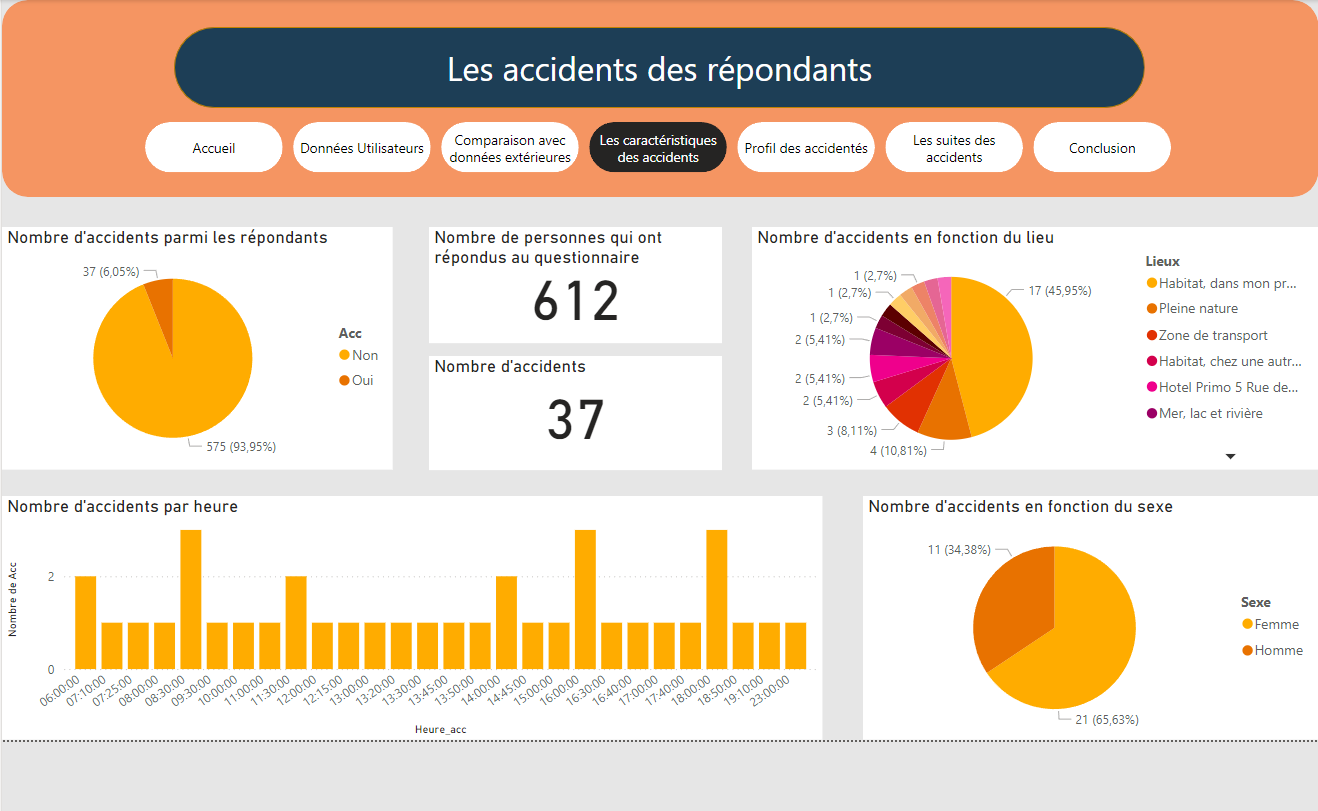 Les accidents des répondants
Accueil
Données Utilisateurs
Comparaison avec
données extérieures
Les caractéristiques
des accidents
Profil des accidentés
Les suites des
accidents
Conclusion
Nombre d'accidents parmi les répondants
37 (6,05%)
575 (93,95%)
Acc
Non
Oui
Nombre de personnes qui ont
répondus au questionnaire
612
Nombre d'accidents
37
Nombre d'accidents en fonction du lieu
1 (2,7%)
1 (2,7%)
1 (2,7%)
2 (5,41%)
2 (5,41%)
2 (5,41%)
3 (8,11%)
4 (10,81%)
17 (45,95%)
Lieux
Habitat, dans mon pr...
Pleine nature
Zone de transport
Habitat, chez une autr...
Hotel Primo 5 Rue de...
Mer, lac et rivière
Nombre d'accidents par heure
Nombre de Acc
2
0
06:00:00
07:10:00
07:25:00
08:00:00
08:30:00
09:30:00
10:00:00
11:00:00
11:30:00
12:00:00
12:15:00
13:00:00
13:20:00
13:30:00
13:45:00
13:50:00
14:00:00
14:45:00
15:00:00
16:00:00
16:30:00
16:40:00
17:00:00
17:40:00
18:00:00
18:50:00
19:10:00
23:00:00
Heure_acc
Nombre d'accidents en fonction du sexe
11 (34,38%)
21 (65,63%)
Sexe
Femme
Homme